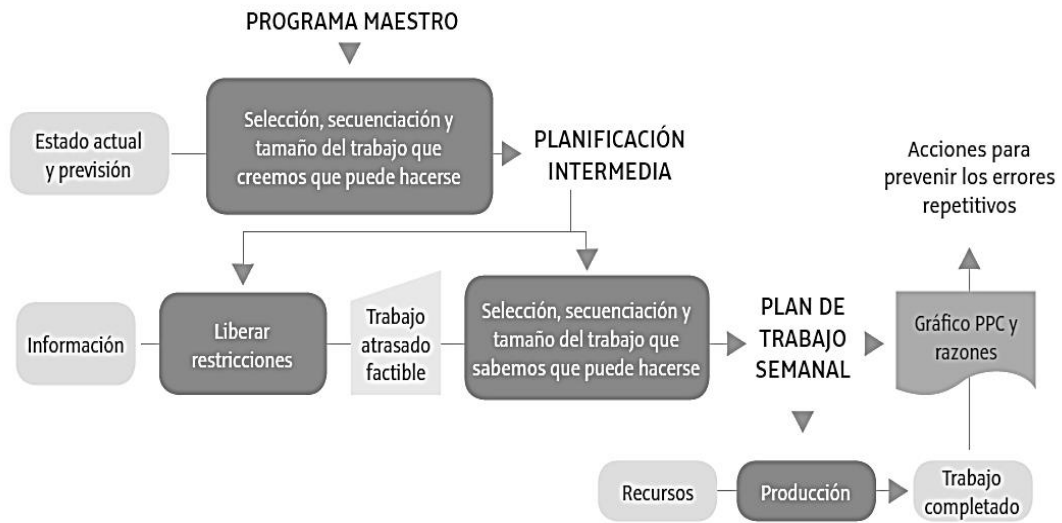 PROGRAMA MAESTRO
Estado actual
y previsión
Selección, secuenciación y
tamaño del trabajo que
creemos que puede hacerse
PLANIFICACIÓN
INTERMEDIA
Acciones para
prevenir los errores
repetitivos
Información
Liberar
restricciones
Trabajo
atrasado
factible
Selección, secuenciación y
tamaño del trabajo que
sabemos que puede hacerse
PLAN DE
TRABAJO
SEMANAL
Gráfico PPC y
razones
Recursos
Producción
Trabajo
completado